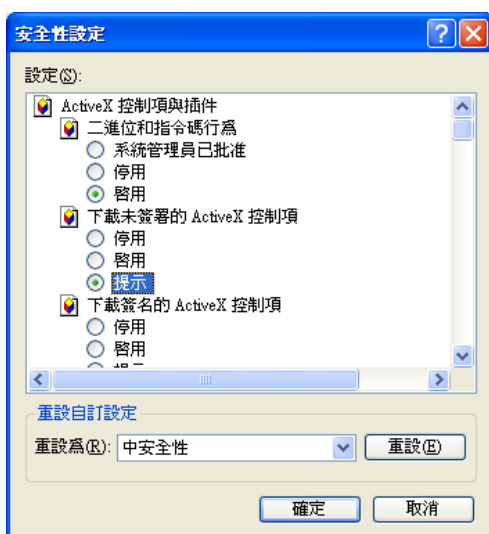 安全性設定
設定(S):
ActiveX 控制項與插件
二進位和指令碼行為
系統管理員已批准
停用
啓用
下載未簽署的 ActiveX 控制項
停用
啓用
提示
下載簽名的 ActiveX 控制項
停用
啓用
重設自訂設定
重設為(R): 中安全性 重設(E)
確定 取消